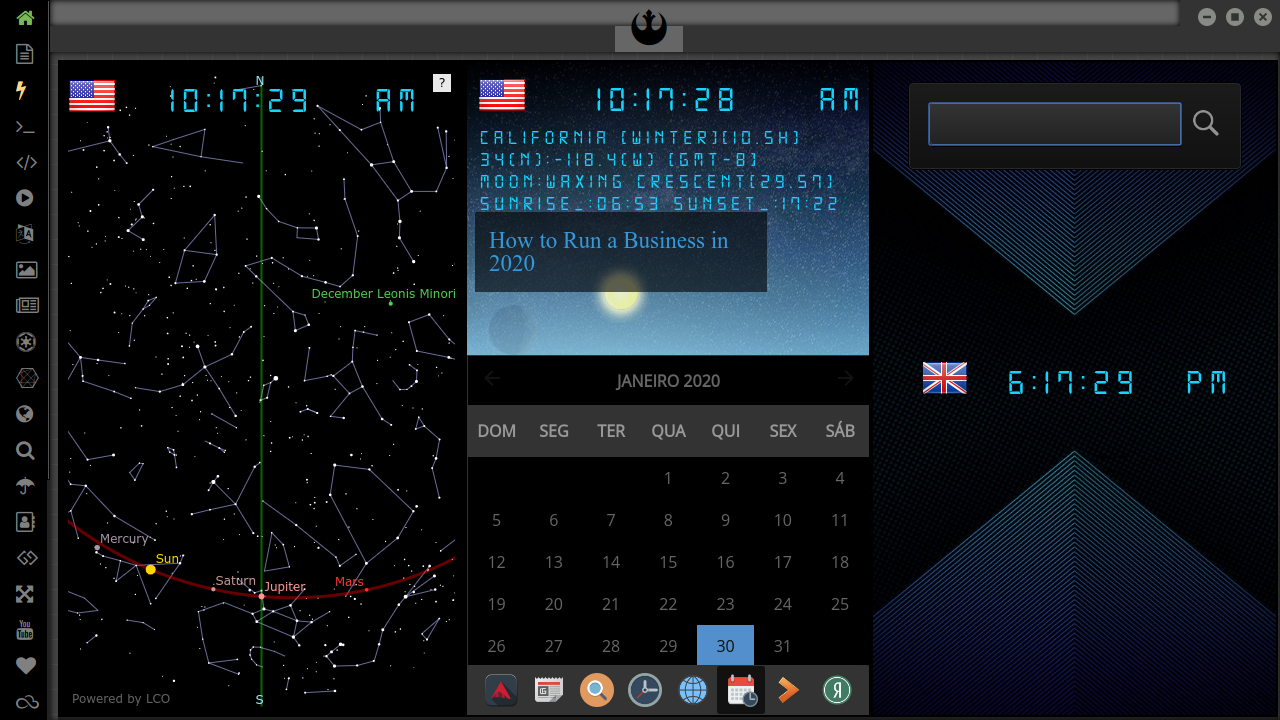 N
?
10:17:29 AM
December Leonis Minori
Mercury
Sun
Saturn
Jupiter
Mars
S
Powered by LCO
10:17:28 AM
CALIFORNIA [WINTER][10.5H]
34[N]:-118.4[W] [GMT-8]
MOON:WAXING CRESCENT[29.57]
SUNRISE_:06:53 SUNSET_:17:22
How to Run a Business in
2020
JANEIRO 2020
DOM SEG TER QUA QUI SEX SÁB
1 2 3 4
5 6 7 8 9 10 11
12 13 14 15 16 17 18
19 20 21 22 23 24 25
26 27 28 29 30 31
6:17:29 PM
You
Tube